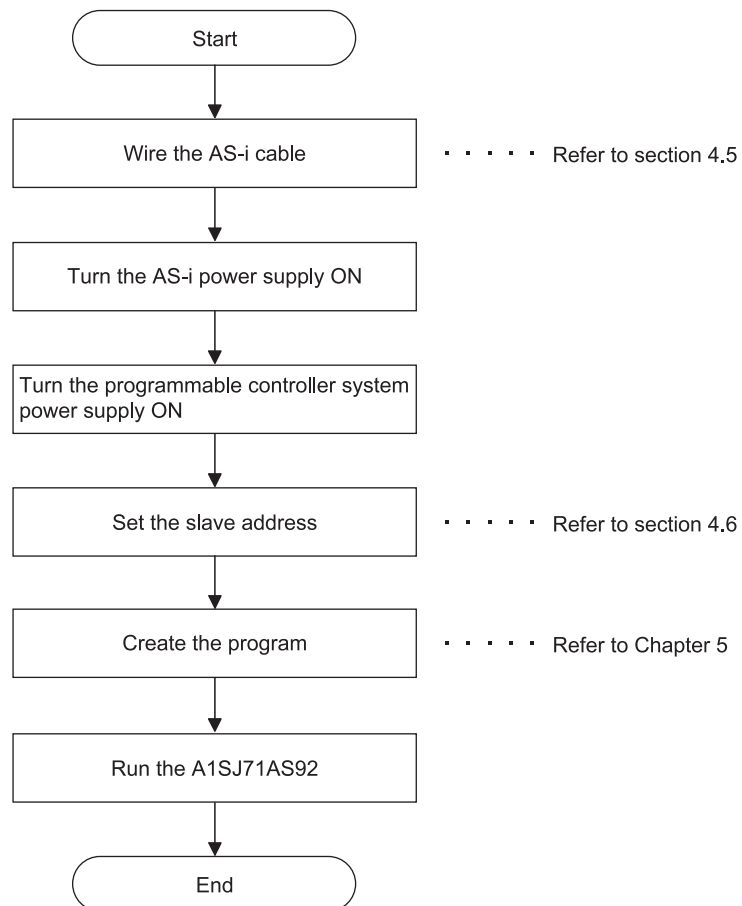 Start
Wire the AS-i cable
· · · · · Refer to section 4.5
Turn the AS-i power supply ON
Turn the programmable controller system
power supply ON
Set the slave address
· · · · · Refer to section 4.6
Create the program
· · · · · Refer to Chapter 5
Run the A1SJ71AS92
End